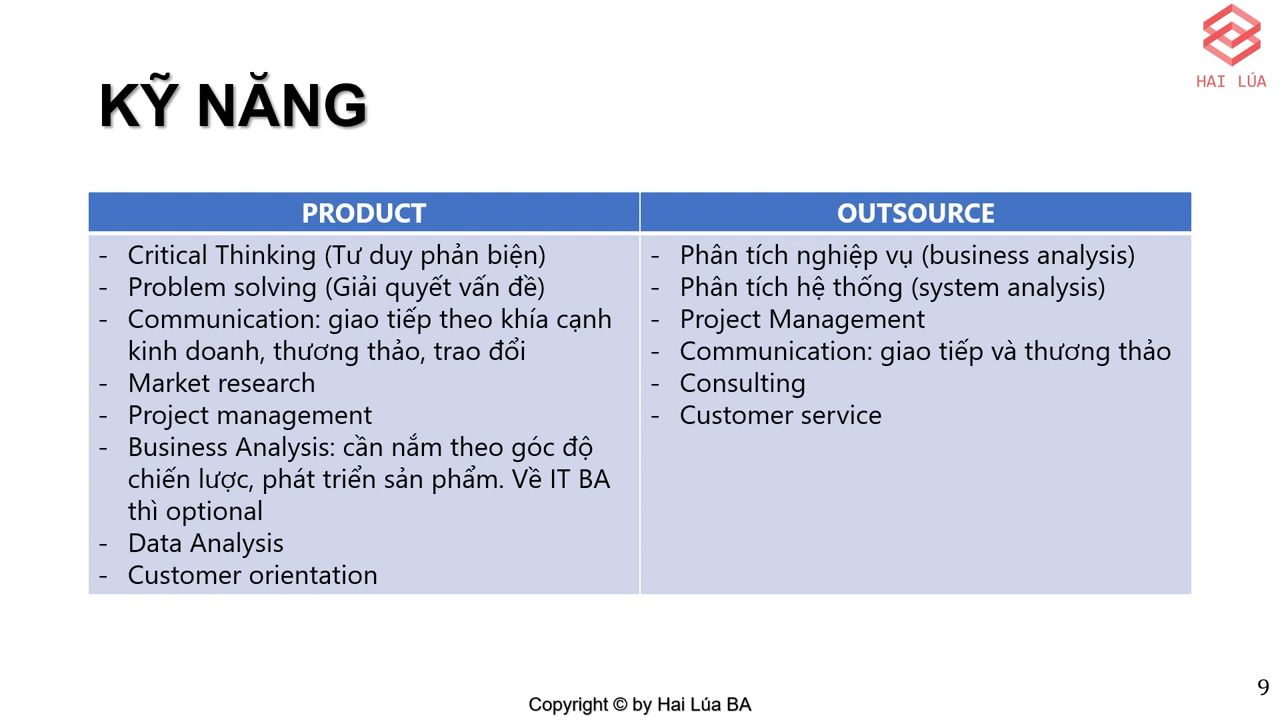 HAI LÚA
KỸ NĂNG
PRODUCT
- Critical Thinking (Tư duy phản biện)
- Problem solving (Giải quyết vấn đề)
- Communication: giao tiếp theo khía cạnh
kinh doanh, thương thảo, trao đổi
- Market research
- Project management
- Business Analysis: cần nắm theo góc độ
chiến lược, phát triển sản phẩm. Về IT BA
thì optional
- Data Analysis
- Customer orientation
OUTSOURCE
- Phân tích nghiệp vụ (business analysis)
- Phân tích hệ thống (system analysis)
- Project Management
- Communication: giao tiếp và thương thảo
- Consulting
- Customer service
Copyright © by Hai Lúa BA
9